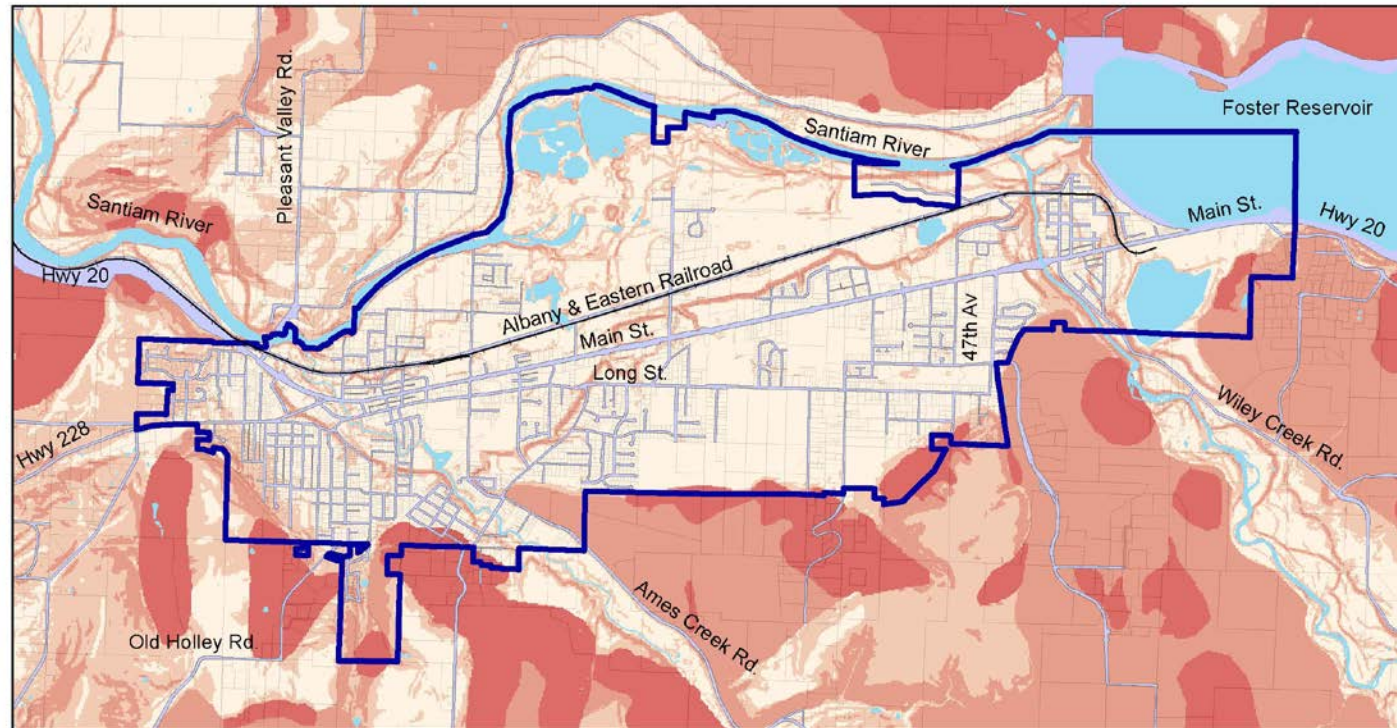 Pleasant Valley Rd.
Foster Reservoir
Santiam River
Santiam River
Main St.
Hwy 20
Hwy 20
Albany & Eastern Railroad
Main St.
47th Av
Long St.
Wiley Creek Rd.
Hwy 228
Ames Creek Rd.
Old Holley Rd.